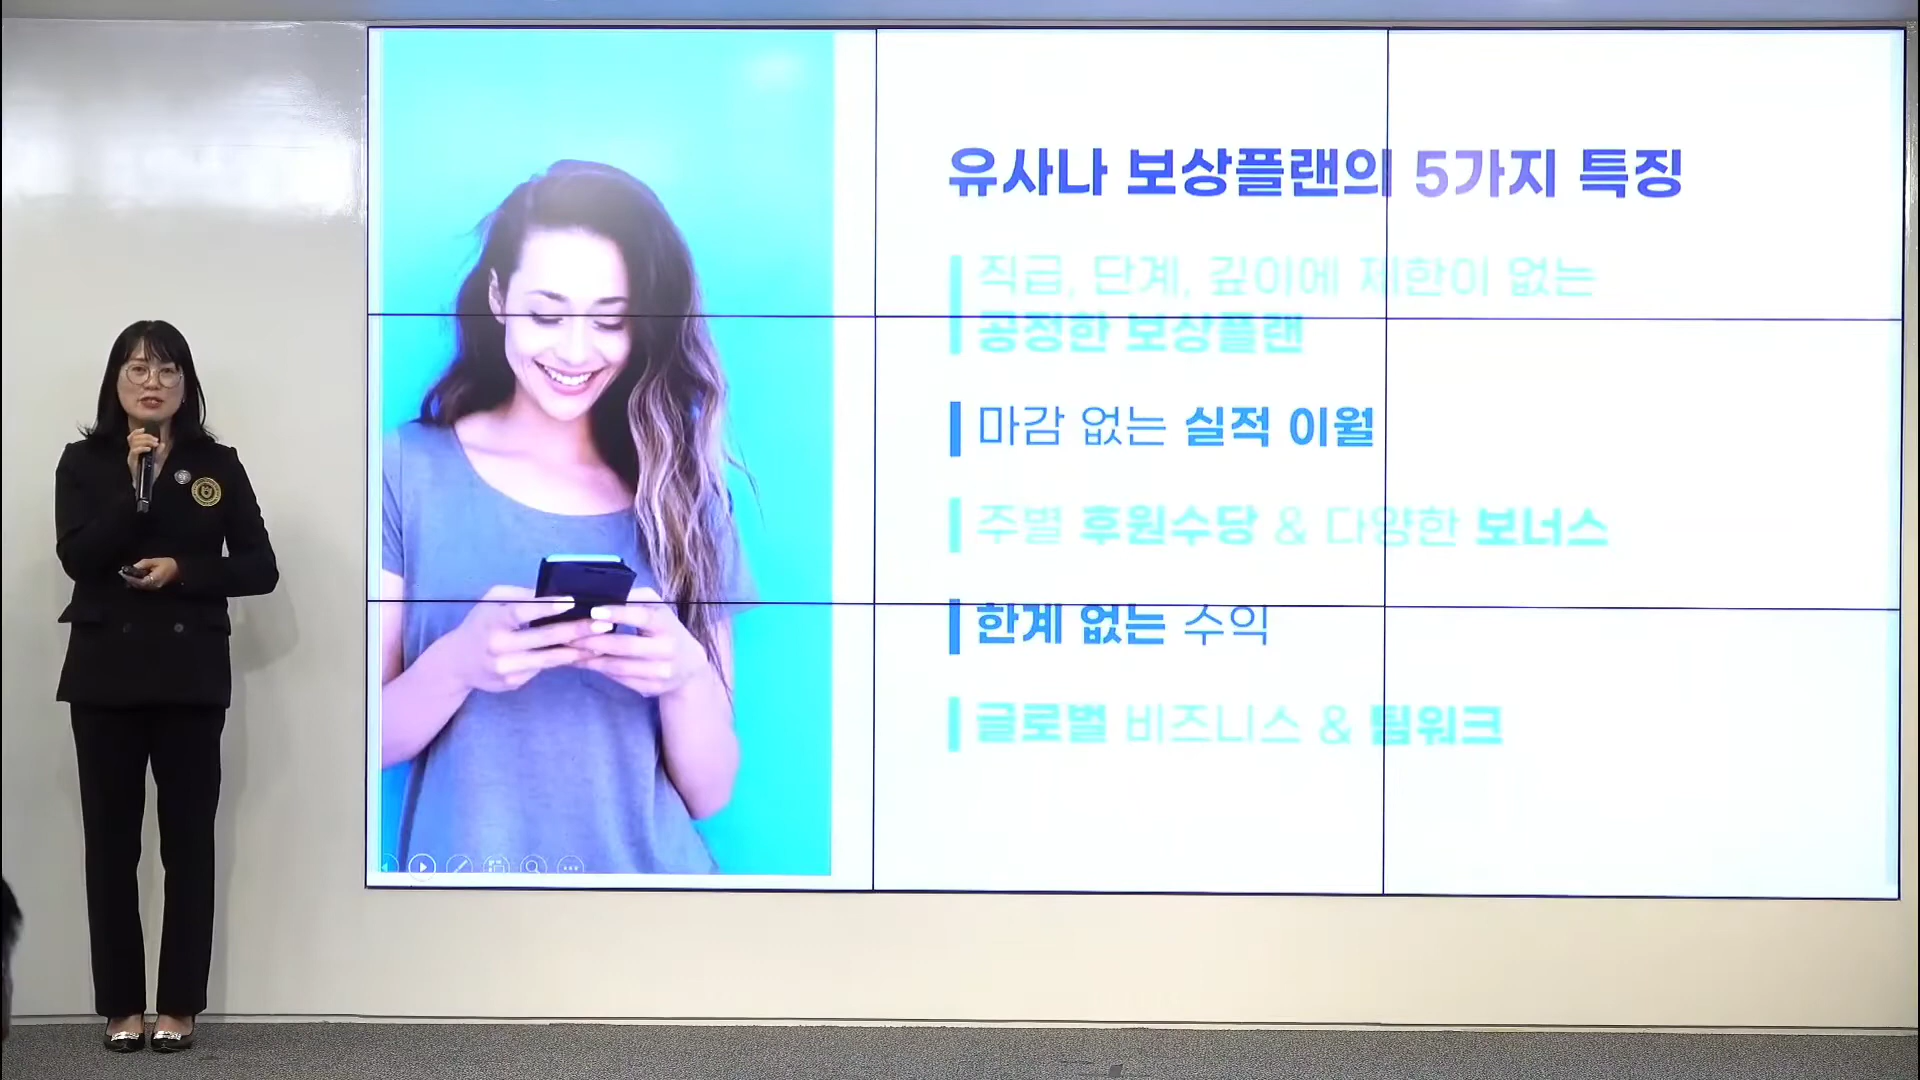 유사나 보상플랜의 5가지 특징
직급, 단계, 깊이에 제한이 없는
공정한 보상플랜
마감 없는 실적 이월
주별 후원수당 & 다양한 보너스
한계 없는 수익
글로벌 비즈니스 & 팀워크